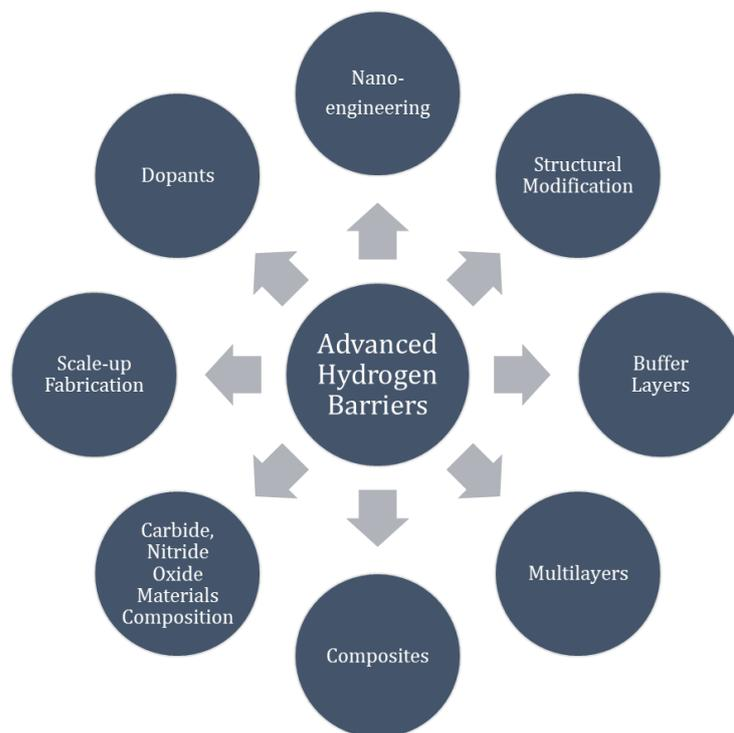 Nano-
engineering
Dopants
Structural
Modification
Advanced
Hydrogen
Barriers
Scale-up
Fabrication
Buffer
Layers
Carbide,
Nitride
Oxide
Materials
Composition
Multilayers
Composites